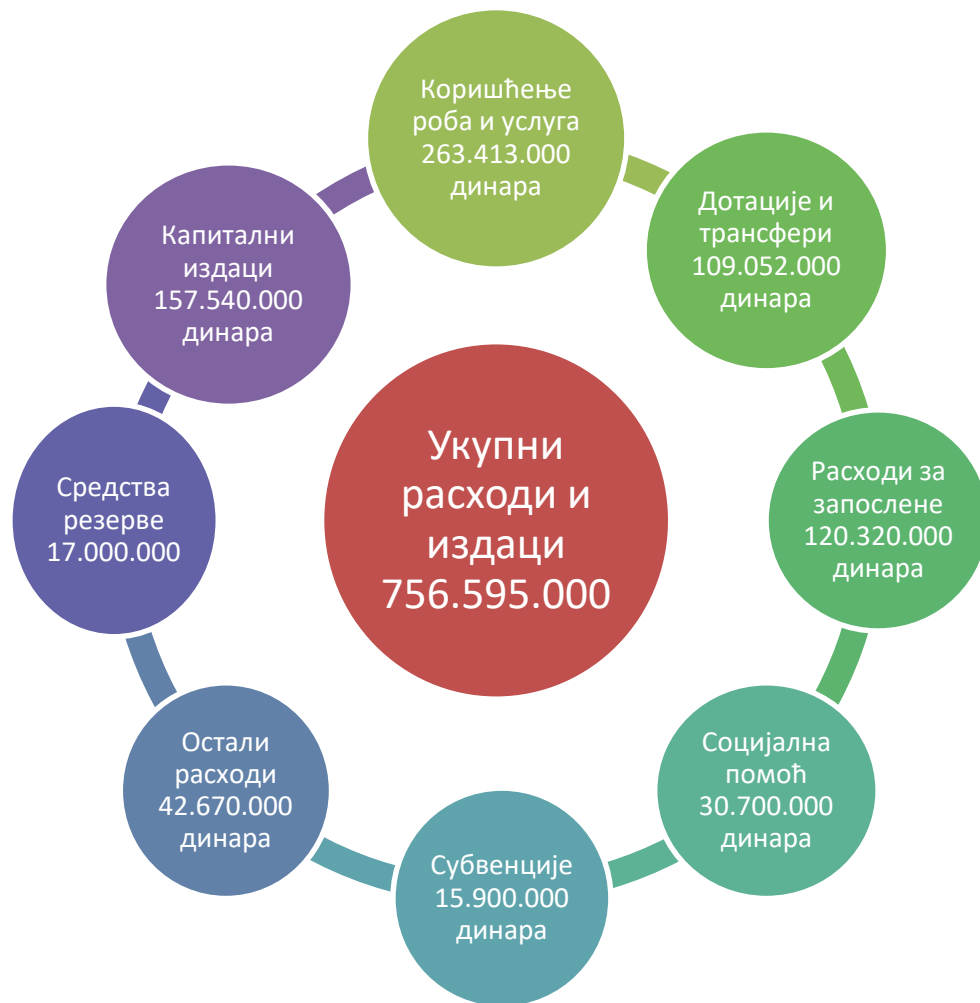 Коришћење
роба и услуга
263.413.000
динара
Дотације и
трансфери
109.052.000
динара
Расходи за
запослене
120.320.000
динара
Социјална
помоћ
30.700.000
динара
Субвенције
15.900.000
динара
Остали
расходи
42.670.000
динара
Средства
резерве
17.000.000
Капитални
издаци
157.540.000
динара
Укупни
расходи и
издаци
756.595.000